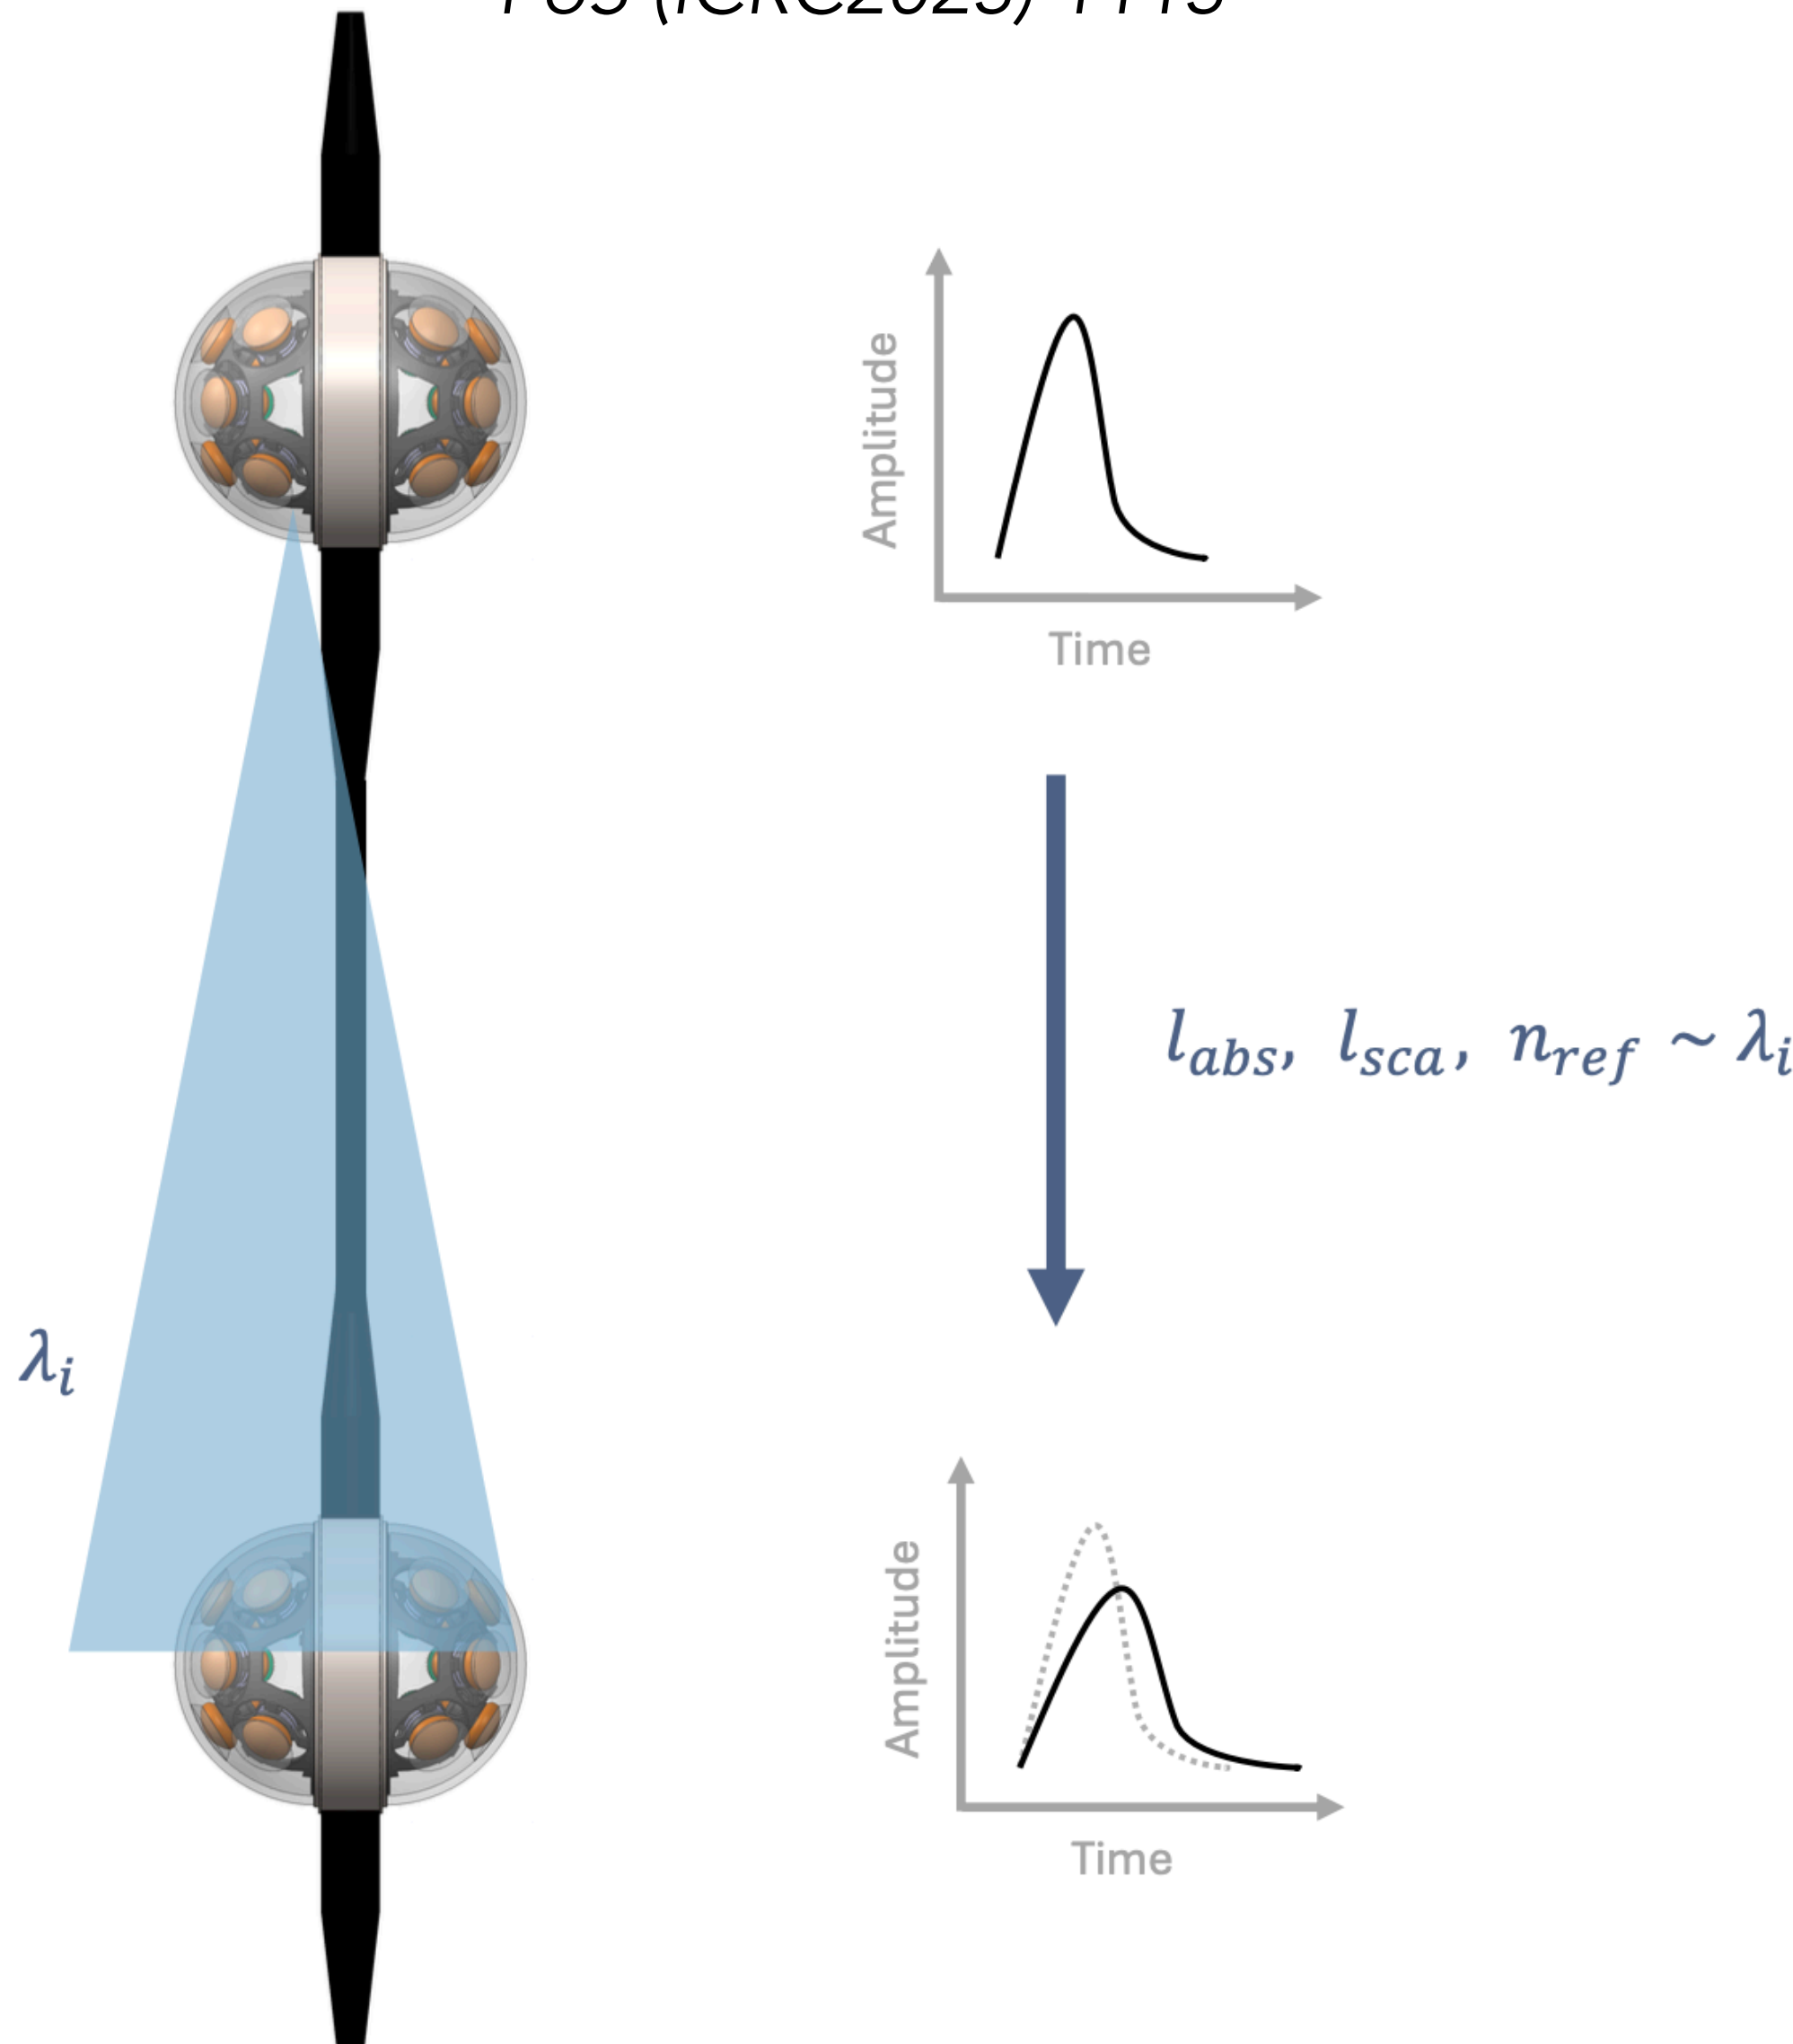 Amplitude
Time
l_abs, l_sca, n_ref ~ λ_i
λ_i
Amplitude
Time